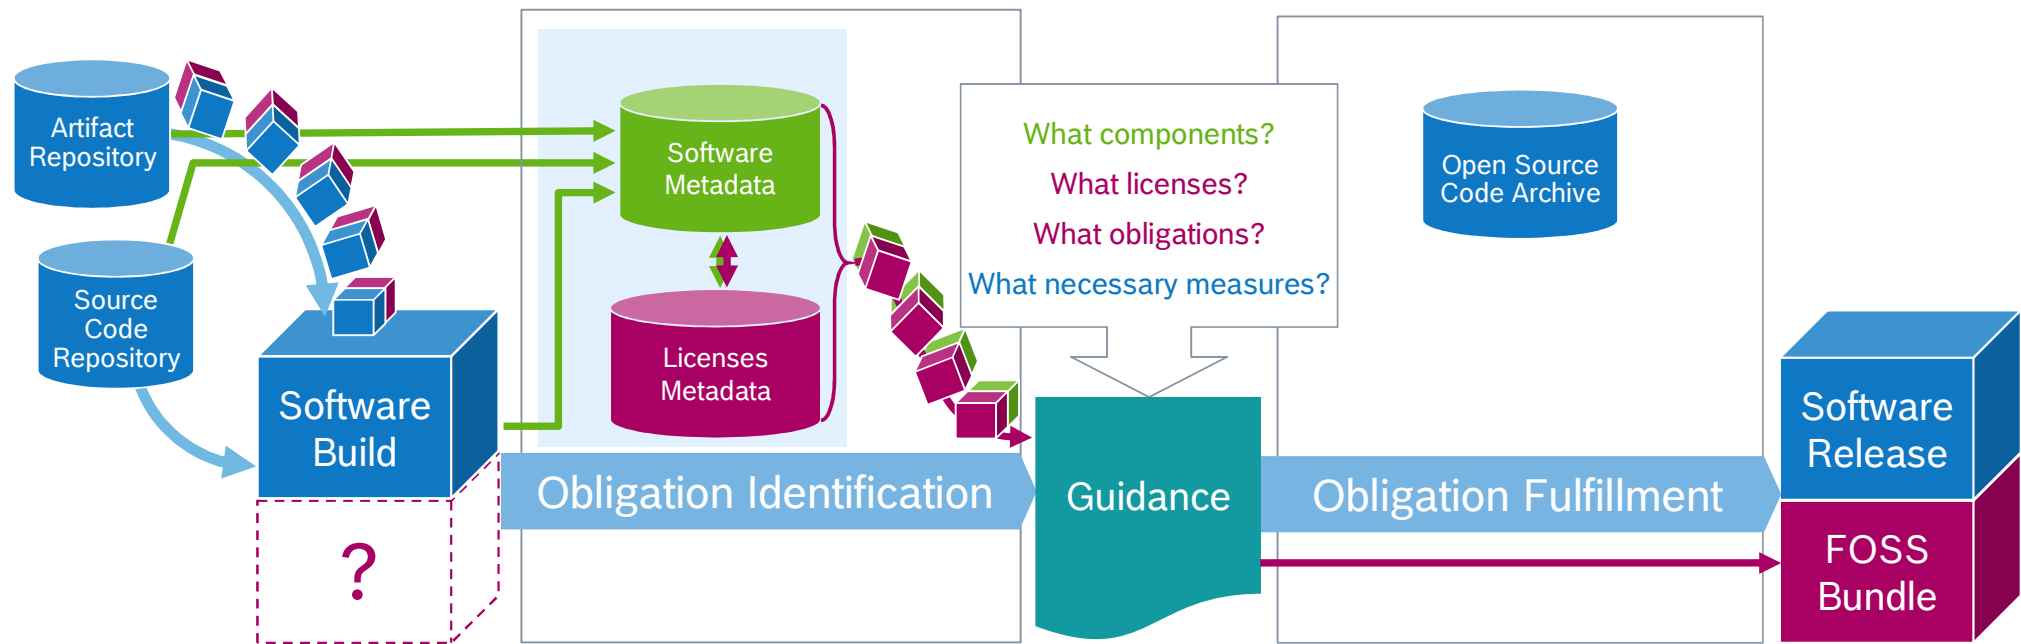 Artifact
Repository
Source
Code
Repository
Software
Build
?
Software
Metadata
Licenses
Metadata
Obligation Identification
What components?
What licenses?
What obligations?
What necessary measures?
Guidance
Open Source
Code Archive
Obligation Fulfillment
Software
Release
FOSS
Bundle